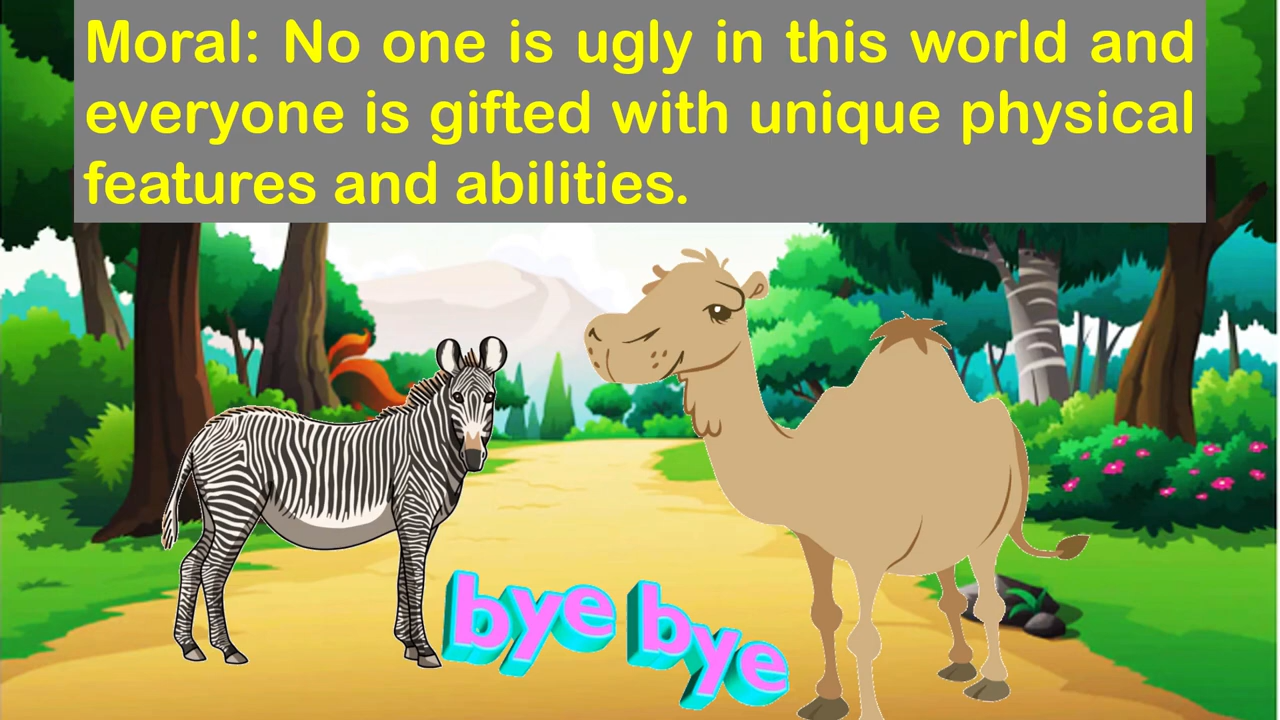 Moral: No one is ugly in this world and
everyone is gifted with unique physical
features and abilities.
bye bye